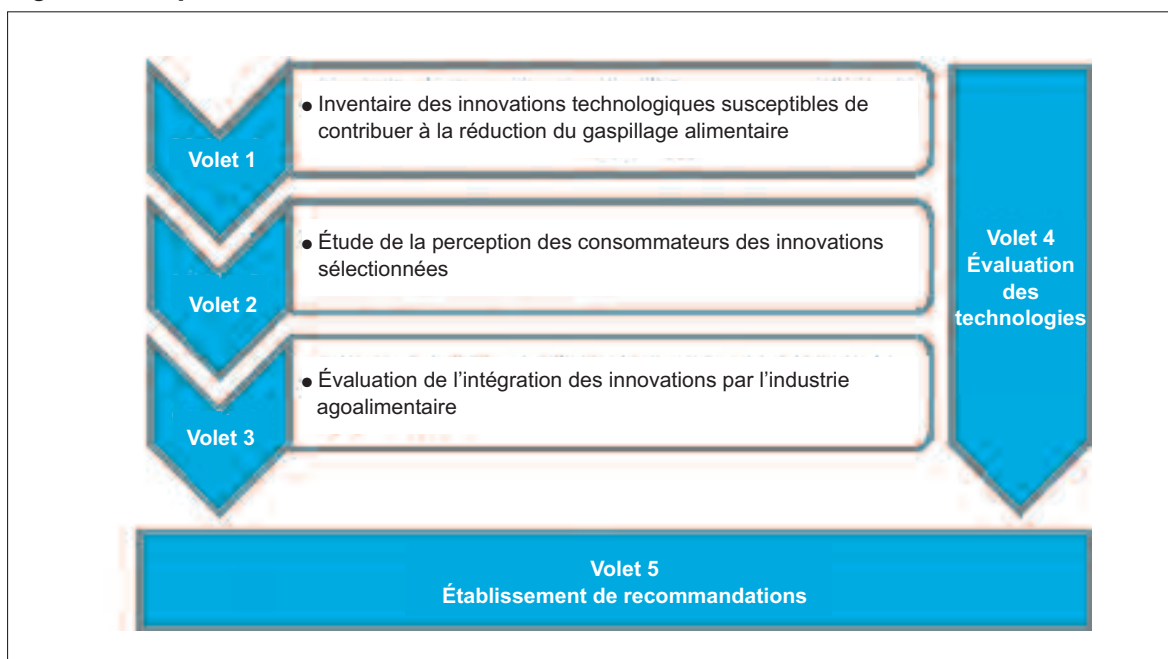 Volet 1
● Inventaire des innovations technologiques susceptibles de
contribuer à la réduction du gaspillage alimentaire
Volet 2
● Étude de la perception des consommateurs des innovations
sélectionnées
Volet 3
● Évaluation de l'intégration des innovations par l'industrie
agoalimentaire
Volet 4
Évaluation
des
technologies
Volet 5
Établissement de recommandations